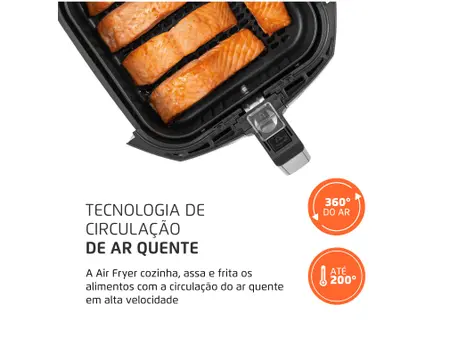 TECNOLOGIA DE
CIRCULAÇÃO
DE AR QUENTE
A Air Fryer cozinha, assa e frita os
alimentos com a circulação do ar quente
em alta velocidade
360°
DO AR
ATÉ
200°